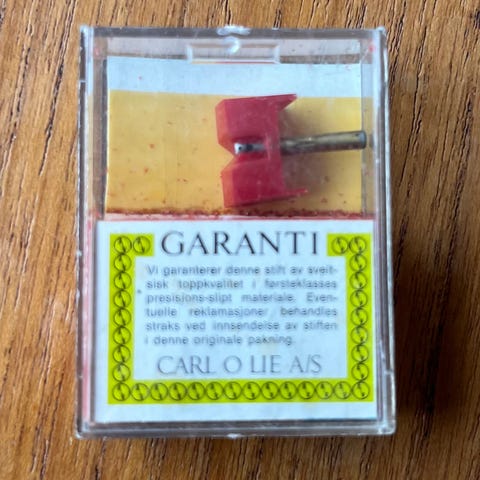 GARANTI
Vi garanterer denne stift av sveit-
sisk toppkvalitet i førsteklasses
presisjons-slipt materiale. Even-
tuelle reklamasjoner behandles
straks ved innsendelse av stiften
i denne originale pakning.
CARL O LIE A/S